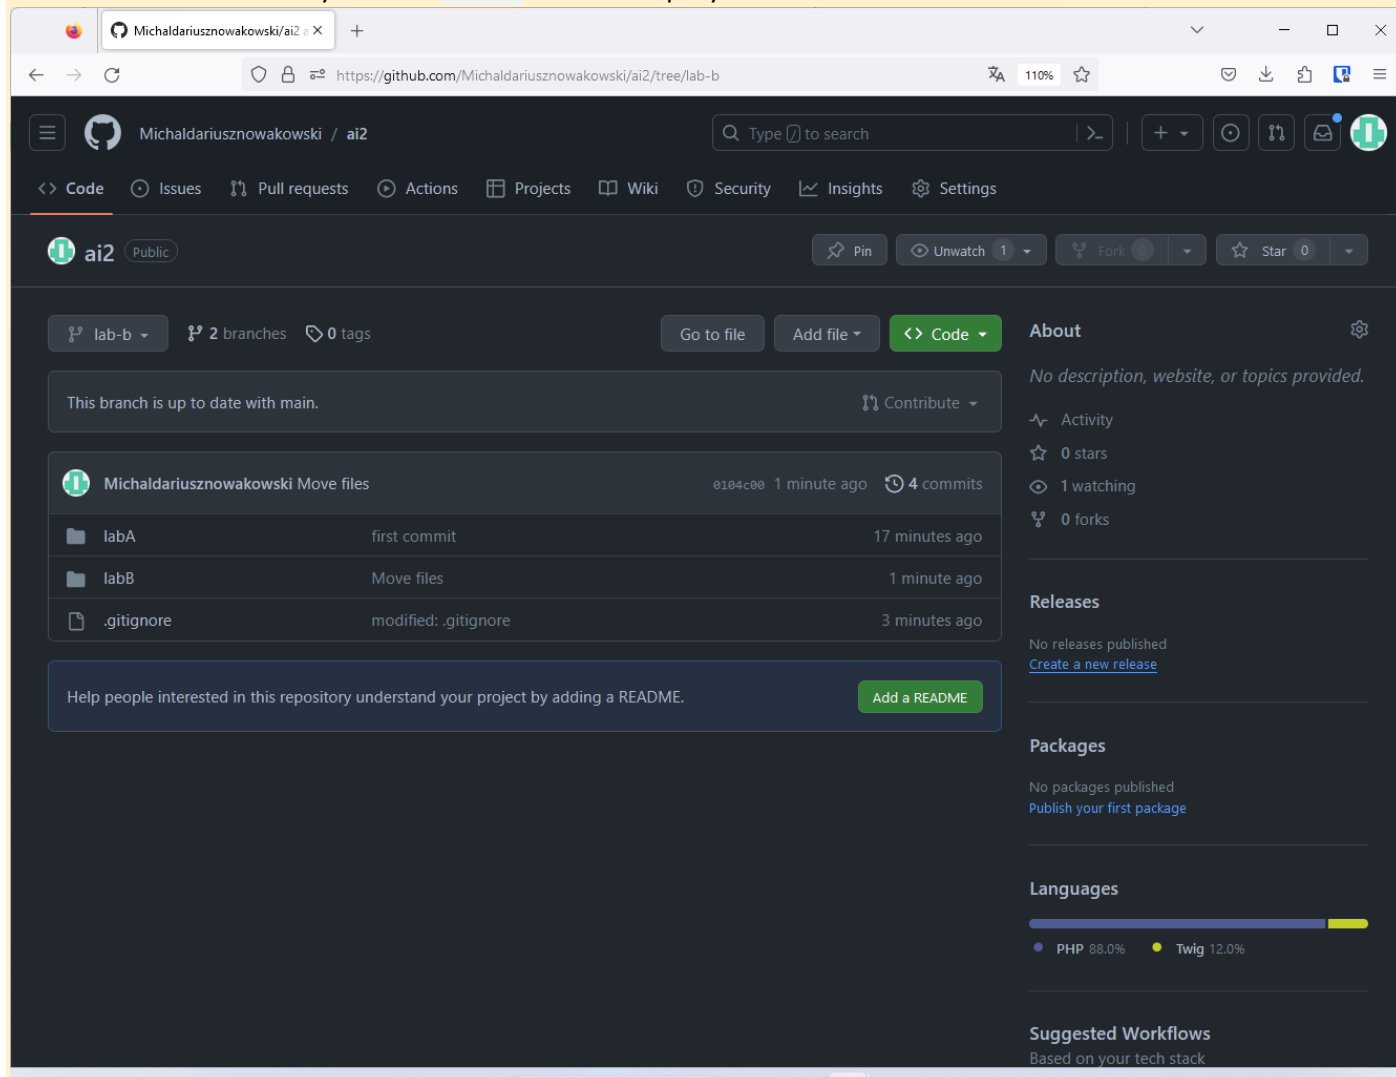 Michaldariusznowakowski/ai2 a
https://github.com/Michaldariusznowakowski/ai2/tree/lab-b
110%
Michaldariusznowakowski / ai2
Type / to search
Code Issues Pull requests Actions Projects Wiki Security Insights Settings
ai2 Public
Pin Unwatch 1 Fork 0 Star 0
lab-b 2 branches 0 tags
Go to file Add file Code
This branch is up to date with main.
Contribute
Michaldariusznowakowski Move files 0104c00 1 minute ago 4 commits
labA first commit 17 minutes ago
labB Move files 1 minute ago
.gitignore modified: .gitignore 3 minutes ago
Help people interested in this repository understand your project by adding a README.
Add a README
About
No description, website, or topics provided.
Activity
0 stars
1 watching
0 forks
Releases
No releases published
Create a new release
Packages
No packages published
Publish your first package
Languages
PHP 88.0% Twig 12.0%
Suggested Workflows
Based on your tech stack